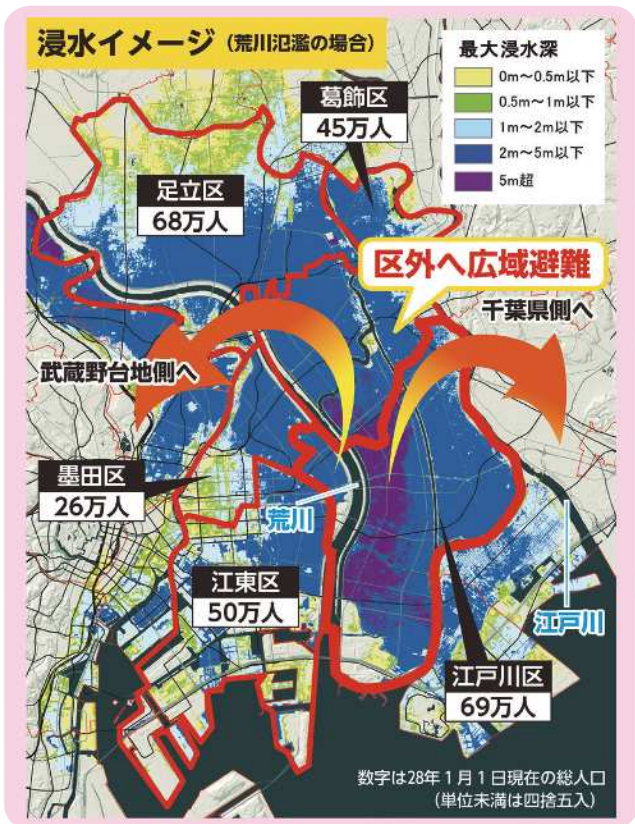 浸水イメージ（荒川氾濫の場合）
最大浸水深
0m～0.5m以下
0.5m～1m以下
1m～2m以下
2m～5m以下
5m超
葛飾区
45万人
足立区
68万人
区外へ広域避難
千葉県側へ
武蔵野台地側へ
墨田区
26万人
荒川
江東区
50万人
江戸川
江戸川区
69万人
数字は28年1月1日現在の総人口
（単位未満は四捨五入）